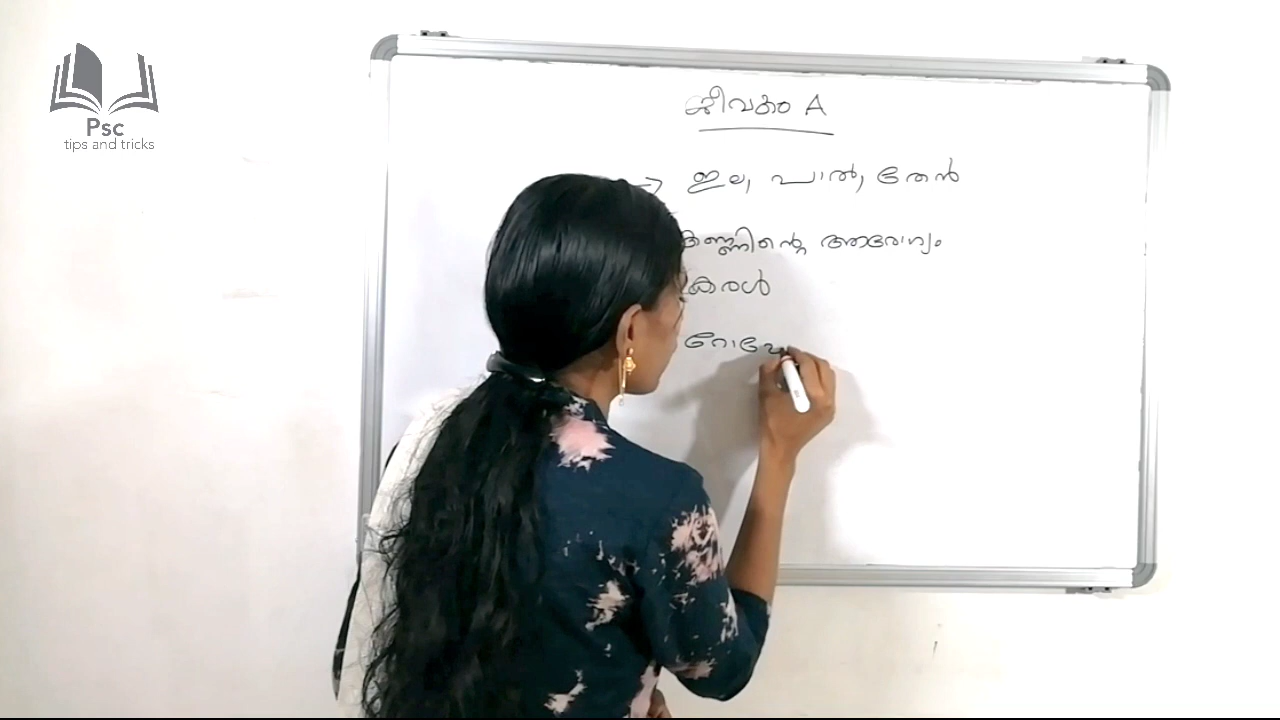 Psc
tips and tricks
ജീവകം A
→ ഇല, പാൽ, തേൻ
കണ്ണിന്റെ ആരോഗ്യം
കരൾ